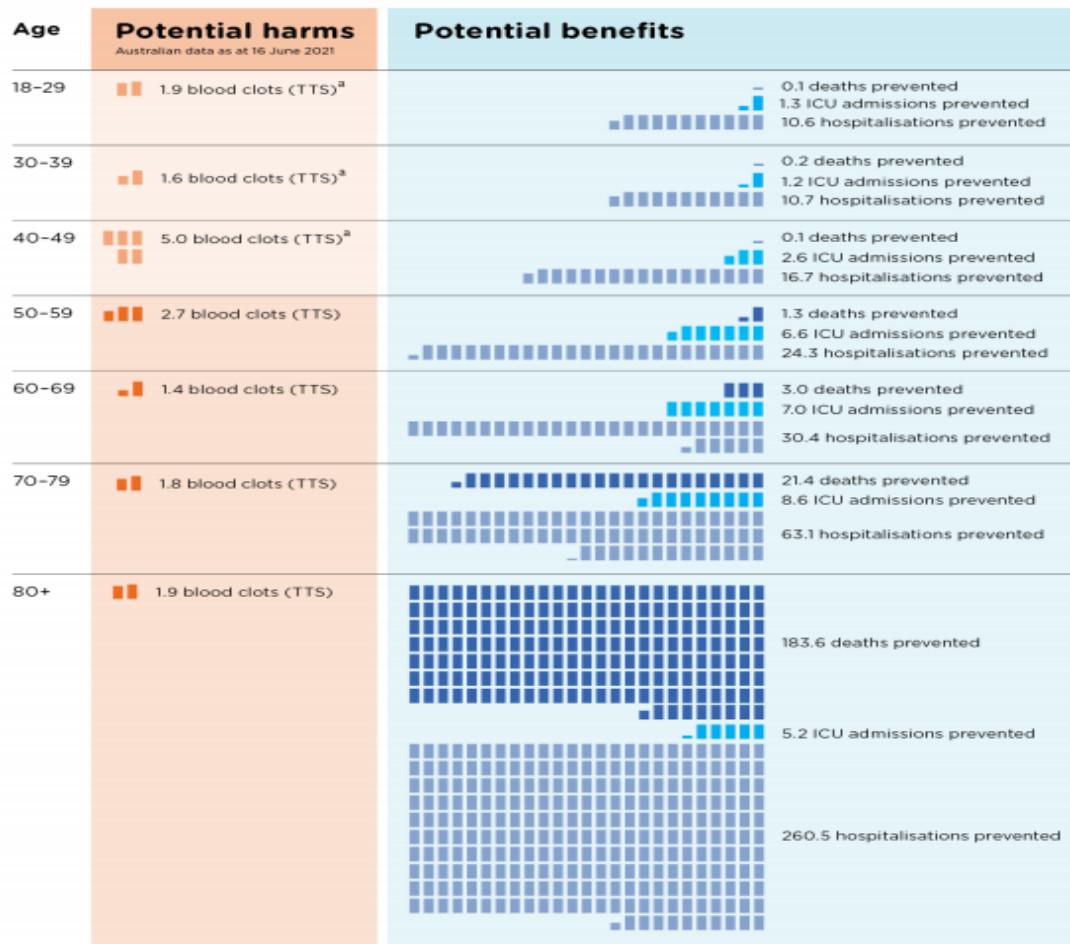 Age Potential harms Potential benefits
Australian data as at 16 June 2021
18–29 1.9 blood clots (TTS)ᵃ 0.1 deaths prevented
1.3 ICU admissions prevented
10.6 hospitalisations prevented
30–39 1.6 blood clots (TTS)ᵃ 0.2 deaths prevented
1.2 ICU admissions prevented
10.7 hospitalisations prevented
40–49 5.0 blood clots (TTS)ᵃ 0.1 deaths prevented
2.6 ICU admissions prevented
16.7 hospitalisations prevented
50–59 2.7 blood clots (TTS) 1.3 deaths prevented
6.6 ICU admissions prevented
24.3 hospitalisations prevented
60–69 1.4 blood clots (TTS) 3.0 deaths prevented
7.0 ICU admissions prevented
30.4 hospitalisations prevented
70–79 1.8 blood clots (TTS) 21.4 deaths prevented
8.6 ICU admissions prevented
63.1 hospitalisations prevented
80+ 1.9 blood clots (TTS)
183.6 deaths prevented
5.2 ICU admissions prevented
260.5 hospitalisations prevented